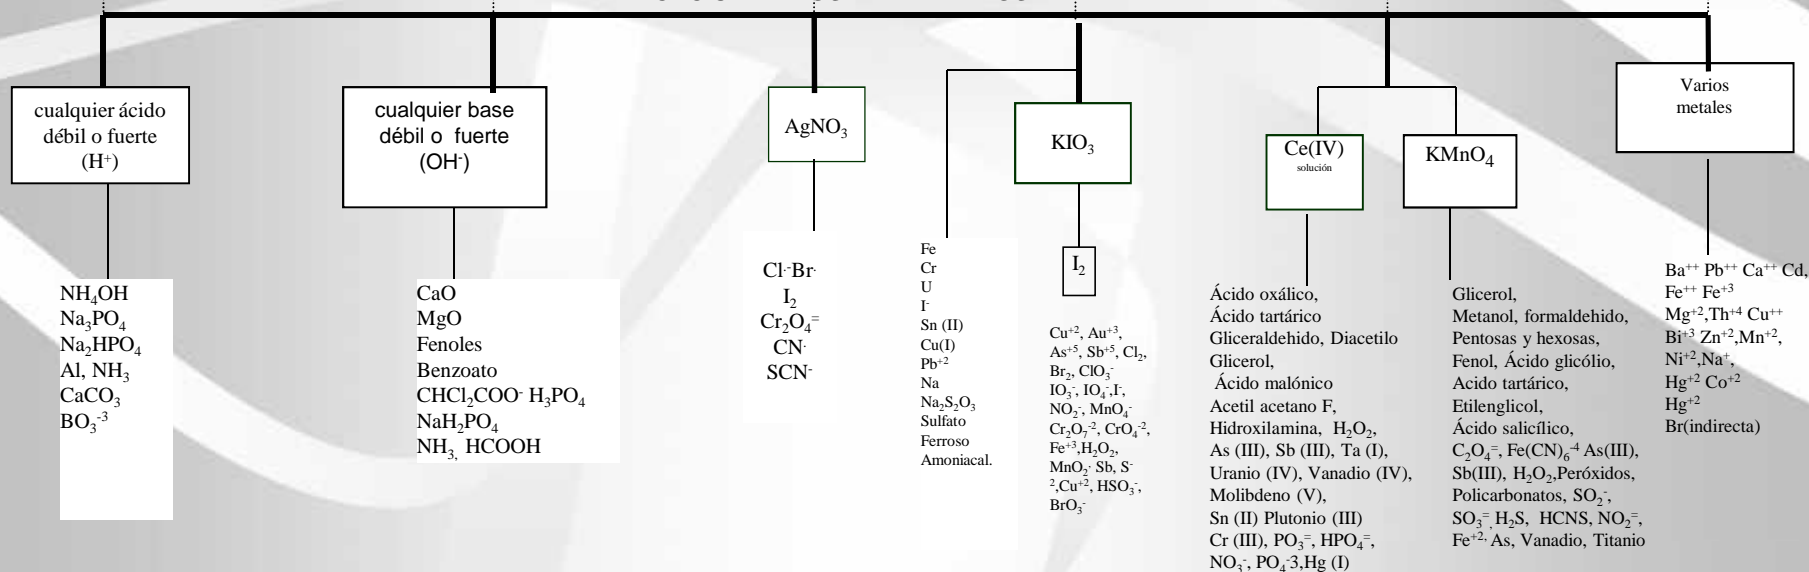 cualquier ácido
débil o fuerte
(H⁺)
cualquier base
débil o fuerte
(OH⁻)
AgNO₃
KIO₃
Ce(IV)
solución
KMnO₄
Varios
metales
NH₄OH
Na₃PO₄
Na₂HPO₄
Al, NH₃
CaCO₃
BO₃⁻³
CaO
MgO
Fenoles
Benzoato
CHCl₂COO⁻ H₃PO₄
NaH₂PO₄
NH₃, HCOOH
Cl⁻Br⁻
I₂
Cr₂O₄⁼
CN⁻
SCN⁻
Fe
Cr
U
I⁻
Sn (II)
Cu(I)
Pb⁺²
Na
Na₂S₂O₃
Sulfato
Ferroso
Amoniacal.
I₂
Cu⁺², Au⁺³,
As⁺⁵, Sb⁺⁵, Cl₂,
Br₂, ClO₃⁻
IO₃⁻, IO₄⁻,I⁻,
NO₂⁻, MnO₄⁻
Cr₂O₇⁻², CrO₄⁻²,
Fe⁺³,H₂O₂,
MnO₂, Sb, S⁻
²,Cu⁺², HSO₃⁻,
BrO₃⁻
Ácido oxálico,
Ácido tartárico
Gliceraldehido, Diacetilo
Glicerol,
Ácido malónico
Acetil acetano F,
Hidroxilamina, H₂O₂,
As (III), Sb (III), Ta (I),
Uranio (IV), Vanadio (IV),
Molibdeno (V),
Sn (II) Plutonio (III)
Cr (III), PO₃⁼, HPO₄⁼,
NO₃⁻, PO₄-3,Hg (I)
Glicerol,
Metanol, formaldehido,
Pentosas y hexosas,
Fenol, Ácido glicólio,
Acido tartárico,
Etilenglicol,
Ácido salicílico,
C₂O₄⁼, Fe(CN)₆⁻⁴ As(III),
Sb(III), H₂O₂,Peróxidos,
Policarbonatos, SO₂⁻,
SO₃⁼, H₂S, HCNS, NO₂⁼,
Fe⁺², As, Vanadio, Titanio
Ba⁺⁺ Pb⁺⁺ Ca⁺⁺ Cd,
Fe⁺⁺ Fe⁺³
Mg⁺²,Th⁺⁴ Cu⁺⁺
Bi⁺³ Zn⁺²,Mn⁺²,
Ni⁺²,Na⁺,
Hg⁺² Co⁺²
Hg⁺²
Br(indirecta)